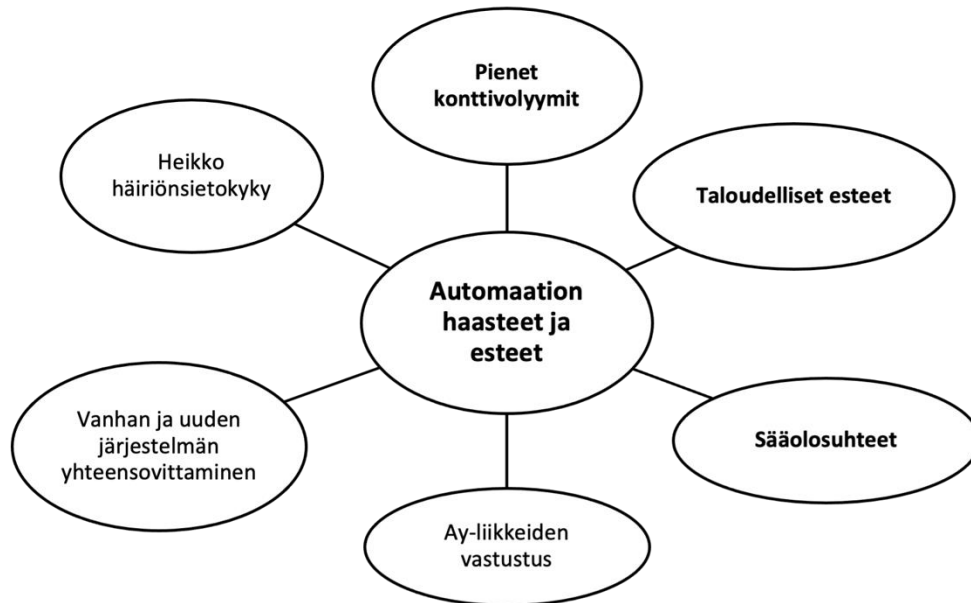 Pienet
konttivolyymit
Heikko
häiriönsietokyky
Taloudelliset esteet
Automaation
haasteet ja
esteet
Vanhan ja uuden
järjestelmän
yhteensovittaminen
Sääolosuhteet
Ay-liikkeiden
vastustus